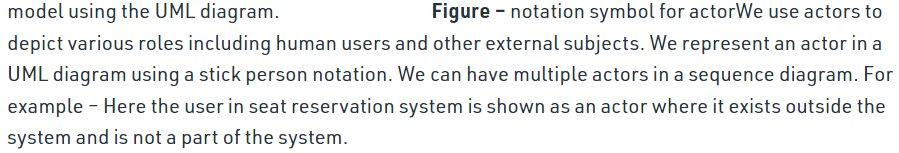 model using the UML diagram. Figure – notation symbol for actorWe use actors to
depict various roles including human users and other external subjects. We represent an actor in a
UML diagram using a stick person notation. We can have multiple actors in a sequence diagram. For
example – Here the user in seat reservation system is shown as an actor where it exists outside the
system and is not a part of the system.